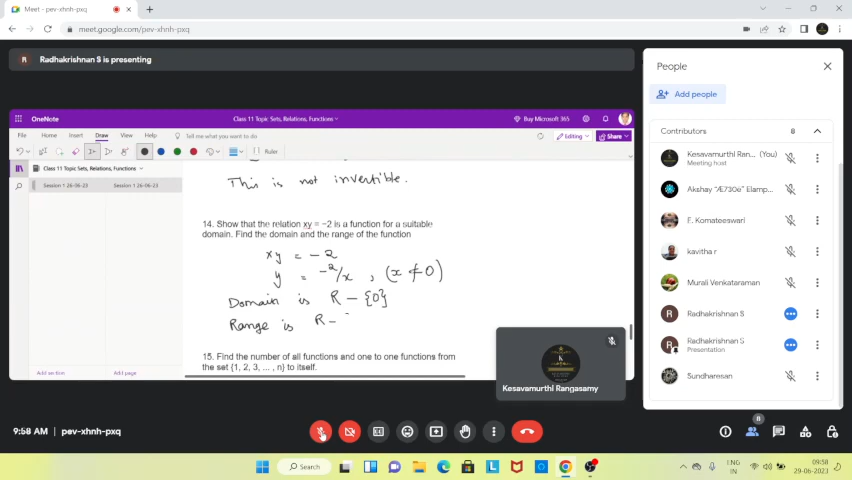 Meet - pev-xhnh-pxq
meet.google.com/pev-xhnh-pxq
R Radhakrishnan S is presenting
OneNote
Class 11 Topic Sets, Relations, Functions
Buy Microsoft 365
File Home Insert Draw View Help Tell me what you want to do
Editing Share
Ruler
Class 11 Topic Sets, Relations, Functions
Session 1 26-06-23
Session 1 26-06-23
This is not invertible.
14. Show that the relation xy = −2 is a function for a suitable
domain. Find the domain and the range of the function
xy = -2
y = -2/x , (x ≠ 0)
Domain is R - {0}
Range is R -
15. Find the number of all functions and one to one functions from
the set {1, 2, 3, ... , n} to itself.
Add section
Add page
K
Kesavamurthi Rangasamy
People
Add people
Contributors 8
Kesavamurthi Ran... (You)
Meeting host
Akshay "Æ730e" Elamp...
F. Komateeswari
kavitha r
Murali Venkataraman
R Radhakrishnan S
R Radhakrishnan S
Presentation
Sundharesan
9:58 AM | pev-xhnh-pxq
8
Search
ENG
IN
09:58
29-06-2023